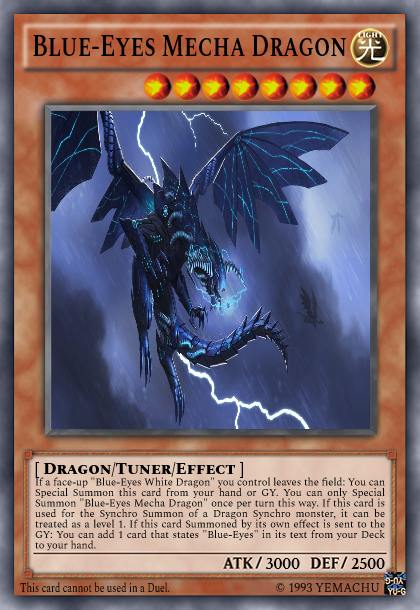 BLUE-EYES MECHA DRAGON
LIGHT
光
[ DRAGON/TUNER/EFFECT ]
If a face-up "Blue-Eyes White Dragon" you control leaves the field: You can
Special Summon this card from your hand or GY. You can only Special
Summon "Blue-Eyes Mecha Dragon" once per turn this way. If this card is
used for the Synchro Summon of a Dragon Synchro monster, it can be
treated as a level 1. If this card Summoned by its own effect is sent to the
GY: You can add 1 card that states "Blue-Eyes" in its text from your Deck
to your hand.
ATK / 3000 DEF / 2500
This card cannot be used in a Duel.
© 1993 YEMACHU
YU-G